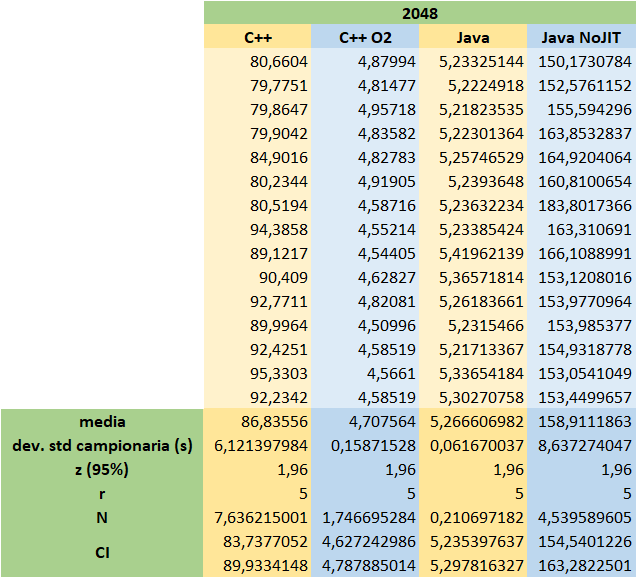 2048
C++ C++ O2 Java Java NoJIT
80,6604 4,87994 5,23325144 150,1730784
79,7751 4,81477 5,2224918 152,5761152
79,8647 4,95718 5,21823535 155,594296
79,9042 4,83582 5,22301364 163,8532837
84,9016 4,82783 5,25746529 164,9204064
80,2344 4,91905 5,2393648 160,8100654
80,5194 4,58716 5,23632234 183,8017366
94,3858 4,55214 5,23385424 163,310691
89,1217 4,54405 5,41962139 166,1088991
90,409 4,62827 5,36571814 153,1208016
92,7711 4,82081 5,26183661 153,9770964
89,9964 4,50996 5,2315466 153,985377
92,4251 4,58519 5,21713367 154,9318778
95,3303 4,5661 5,33654184 153,0541049
92,2342 4,58519 5,30270758 153,4499657
media 86,83556 4,707564 5,266606982 158,9111863
dev. std campionaria (s) 6,121397984 0,15871528 0,061670037 8,637274047
z (95%) 1,96 1,96 1,96 1,96
r 5 5 5 5
N 7,636215001 1,746695284 0,210697182 4,539589605
CI 83,7377052 4,627242986 5,235397637 154,5401226
89,9334148 4,787885014 5,297816327 163,2822501